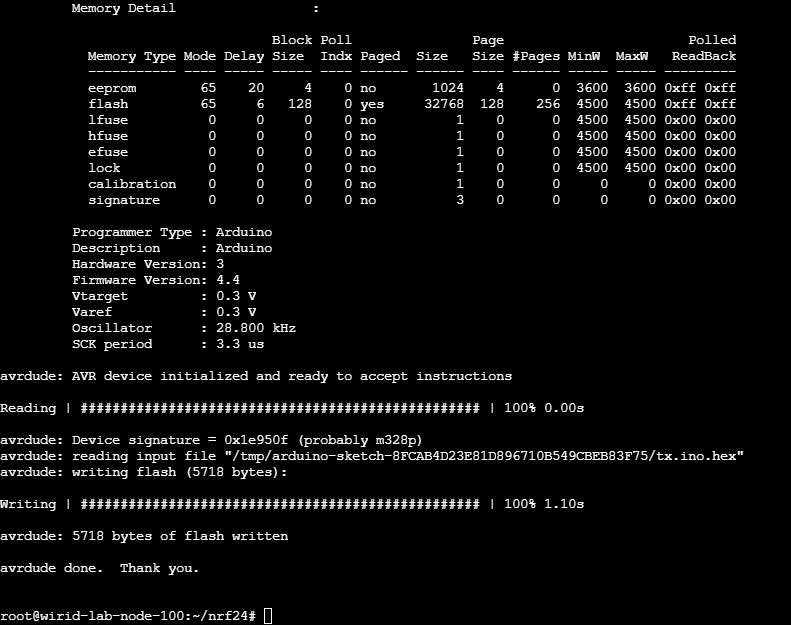 Memory Detail                 :
                         Block Poll               Page                       Polled
  Memory Type Mode Delay Size  Indx Paged  Size   Size #Pages MinW  MaxW   ReadBack
  ----------- ---- ----- ----- ---- ------ ------ ---- ------ ----- ----- ---------
  eeprom        65    20     4    0 no       1024    4      0  3600  3600 0xff 0xff
  flash         65     6   128    0 yes     32768  128    256  4500  4500 0xff 0xff
  lfuse          0     0     0    0 no          1    0      0  4500  4500 0x00 0x00
  hfuse          0     0     0    0 no          1    0      0  4500  4500 0x00 0x00
  efuse          0     0     0    0 no          1    0      0  4500  4500 0x00 0x00
  lock           0     0     0    0 no          1    0      0  4500  4500 0x00 0x00
  calibration    0     0     0    0 no          1    0      0     0     0 0x00 0x00
  signature      0     0     0    0 no          3    0      0     0     0 0x00 0x00
Programmer Type : Arduino
Description     : Arduino
Hardware Version: 3
Firmware Version: 4.4
Vtarget         : 0.3 V
Varef           : 0.3 V
Oscillator      : 28.800 kHz
SCK period      : 3.3 us
avrdude: AVR device initialized and ready to accept instructions
Reading | ################################################## | 100% 0.00s
avrdude: Device signature = 0x1e950f (probably m328p)
avrdude: reading input file "/tmp/arduino-sketch-8FCAB4D23E81D896710B549CBEB83F75/tx.ino.hex"
avrdude: writing flash (5718 bytes):
Writing | ################################################## | 100% 1.10s
avrdude: 5718 bytes of flash written
avrdude done.  Thank you.
root@wirid-lab-node-100:~/nrf24#